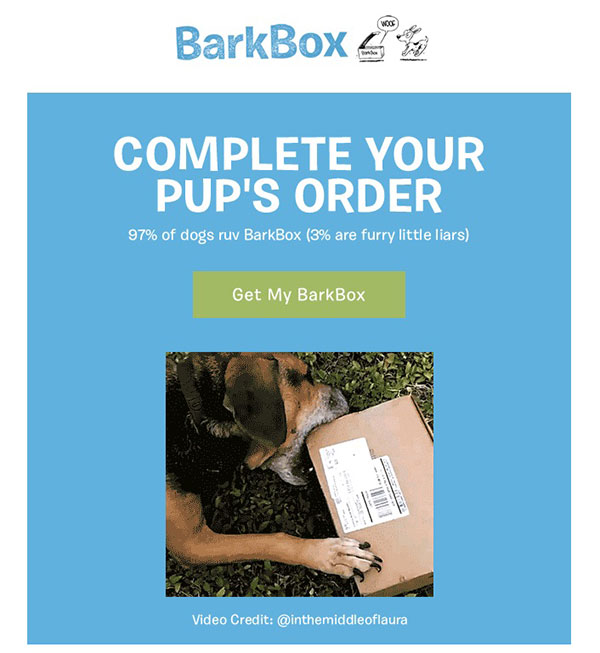 WOOF
BarkBox
BarkBox
COMPLETE YOUR
PUP'S ORDER
97% of dogs ruv BarkBox (3% are furry little liars)
Get My BarkBox
Video Credit: @inthemiddleoflaura